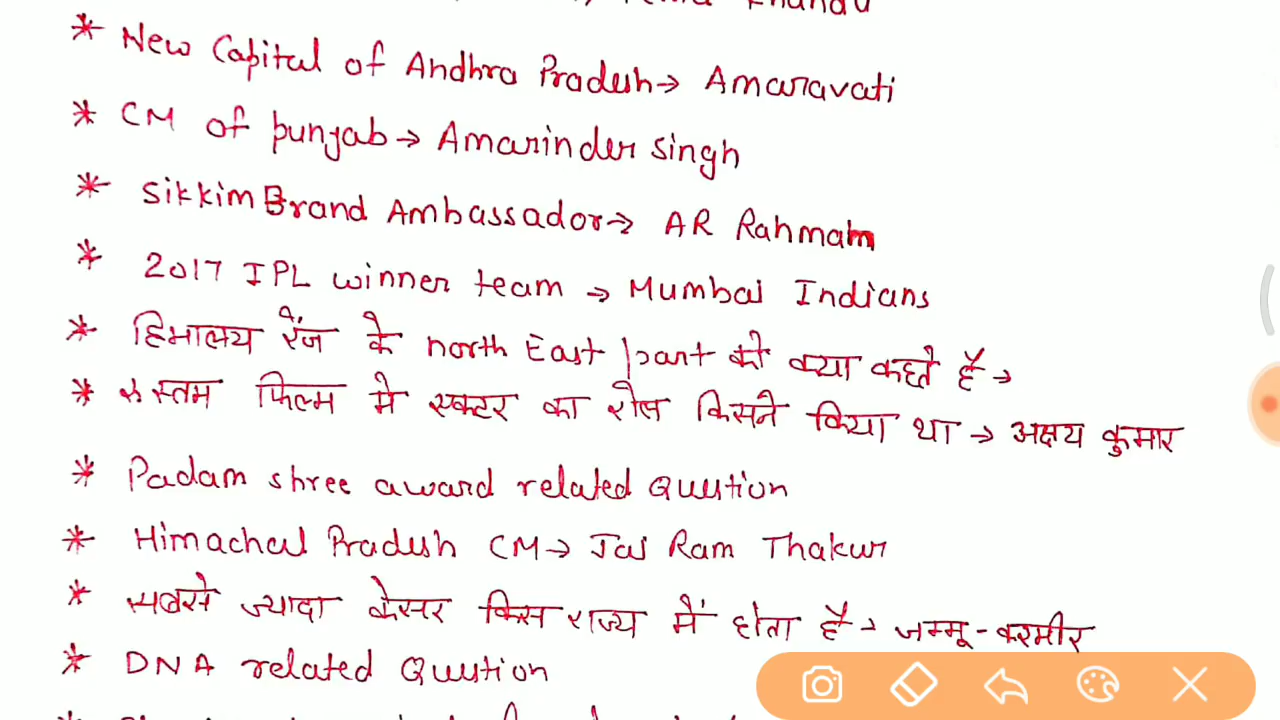 Khandu
* New Capital of Andhra Pradesh → Amaravati
* CM of punjab → Amarinder singh
* Sikkim Brand Ambassador → AR Rahman
* 2017 IPL winner team → Mumbai Indians
* हिमालय रेंज के north East part को क्या कहते हैं →
* रुस्तम फिल्म में एक्टर का रोल किसने किया था → अक्षय कुमार
* Padam shree award related Question
* Himachal Pradesh CM → Jai Ram Thakur
* सबसे ज्यादा केसर किस राज्य में होता है → जम्मू-कश्मीर
* DNA related Question